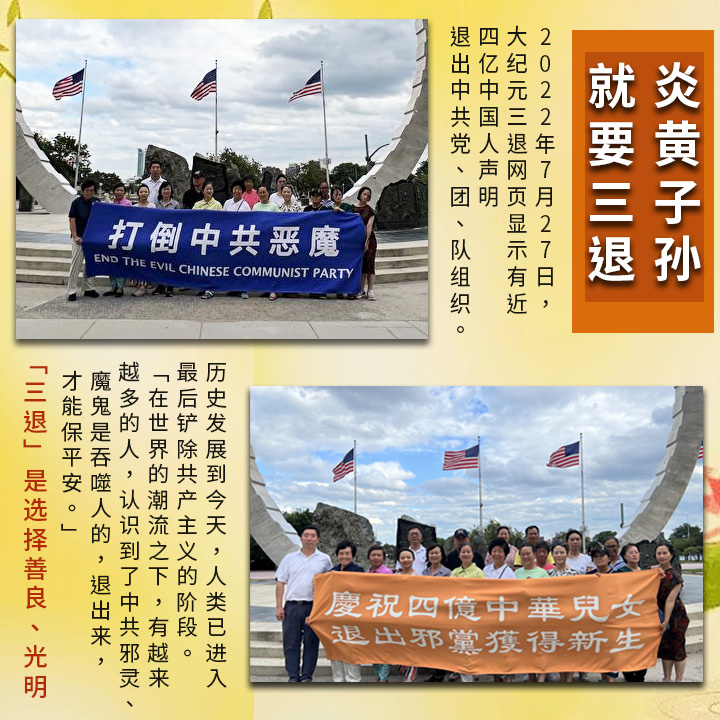 炎黄子孙
就要三退
2022年7月27日，
大纪元三退网页显示有近
四亿中国人声明
退出中共党、团、队组织。
打倒中共恶魔
END THE EVIL CHINESE COMMUNIST PARTY
历史发展到今天，人类已进入
最后铲除共产主义的阶段。
「在世界的潮流之下，有越来
越多的人，认识到了中共邪灵、
魔鬼是吞噬人的，退出来，
才能保平安。」
「三退」是选择善良、光明
慶祝四億中華兒女
退出邪黨獲得新生